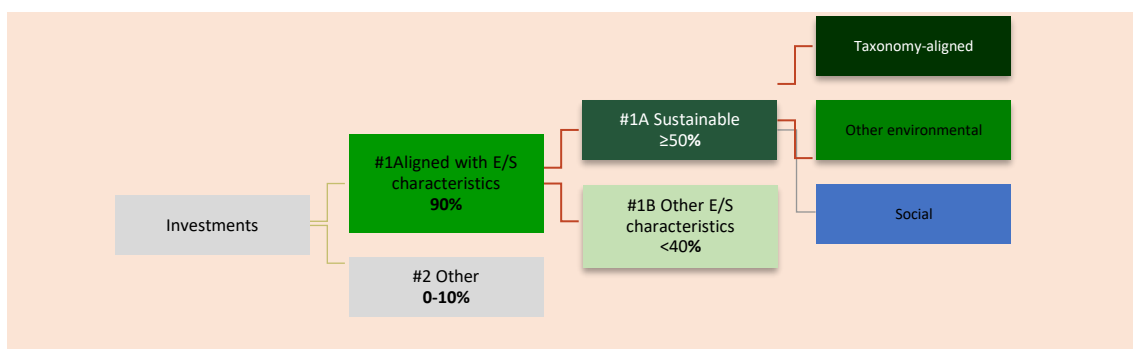 Investments
#1Aligned with E/S
characteristics
90%
#2 Other
0-10%
#1A Sustainable
≥50%
#1B Other E/S
characteristics
<40%
Taxonomy-aligned
Other environmental
Social